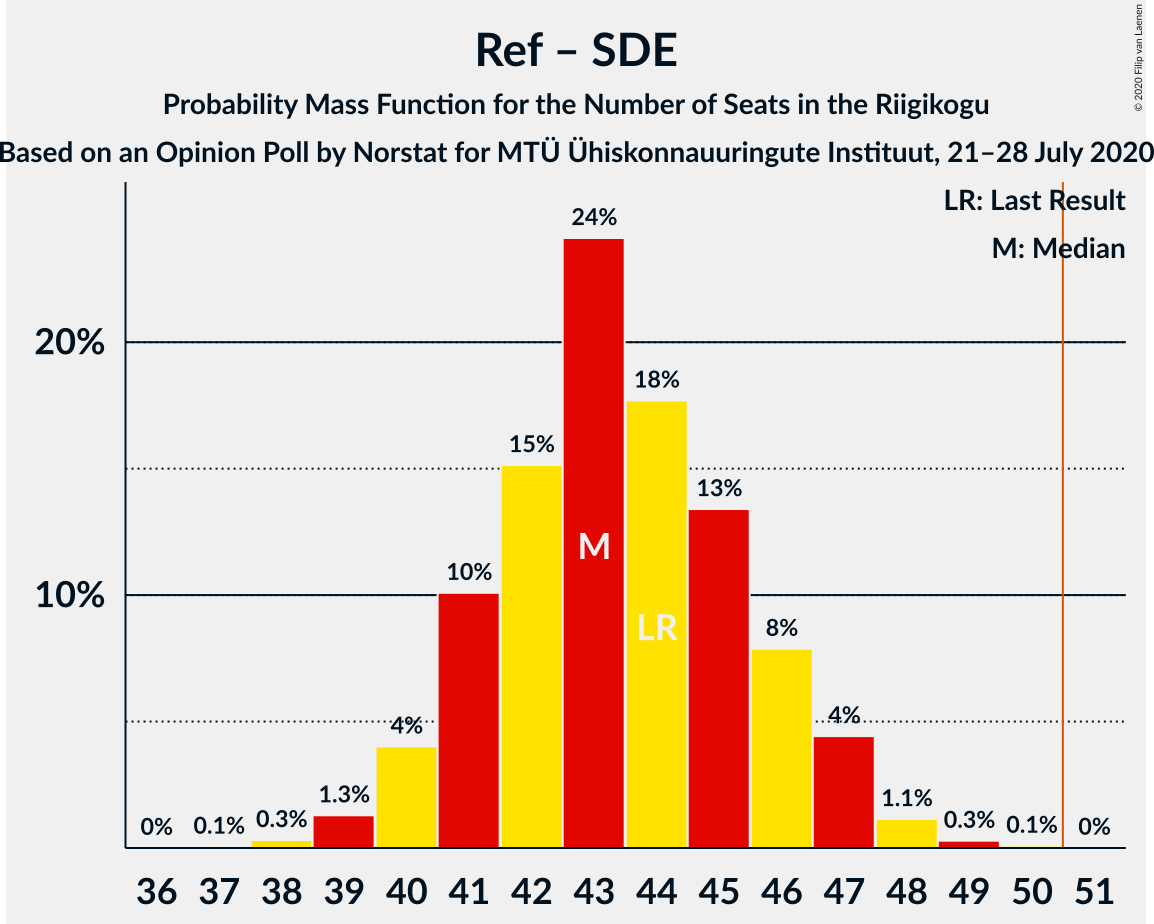 © 2020 Filip van Laenen
Ref – SDE
Probability Mass Function for the Number of Seats in the Riigikogu
Based on an Opinion Poll by Norstat for MTÜ Ühiskonnauuringute Instituut, 21–28 July 2020
LR: Last Result
M: Median
24%
20%
18%
15%
13%
M
10%
10%
LR
8%
4%
4%
1.3%
1.1%
0% 0.1% 0.3% 0.3% 0.1% 0%
36 37 38 39 40 41 42 43 44 45 46 47 48 49 50 51